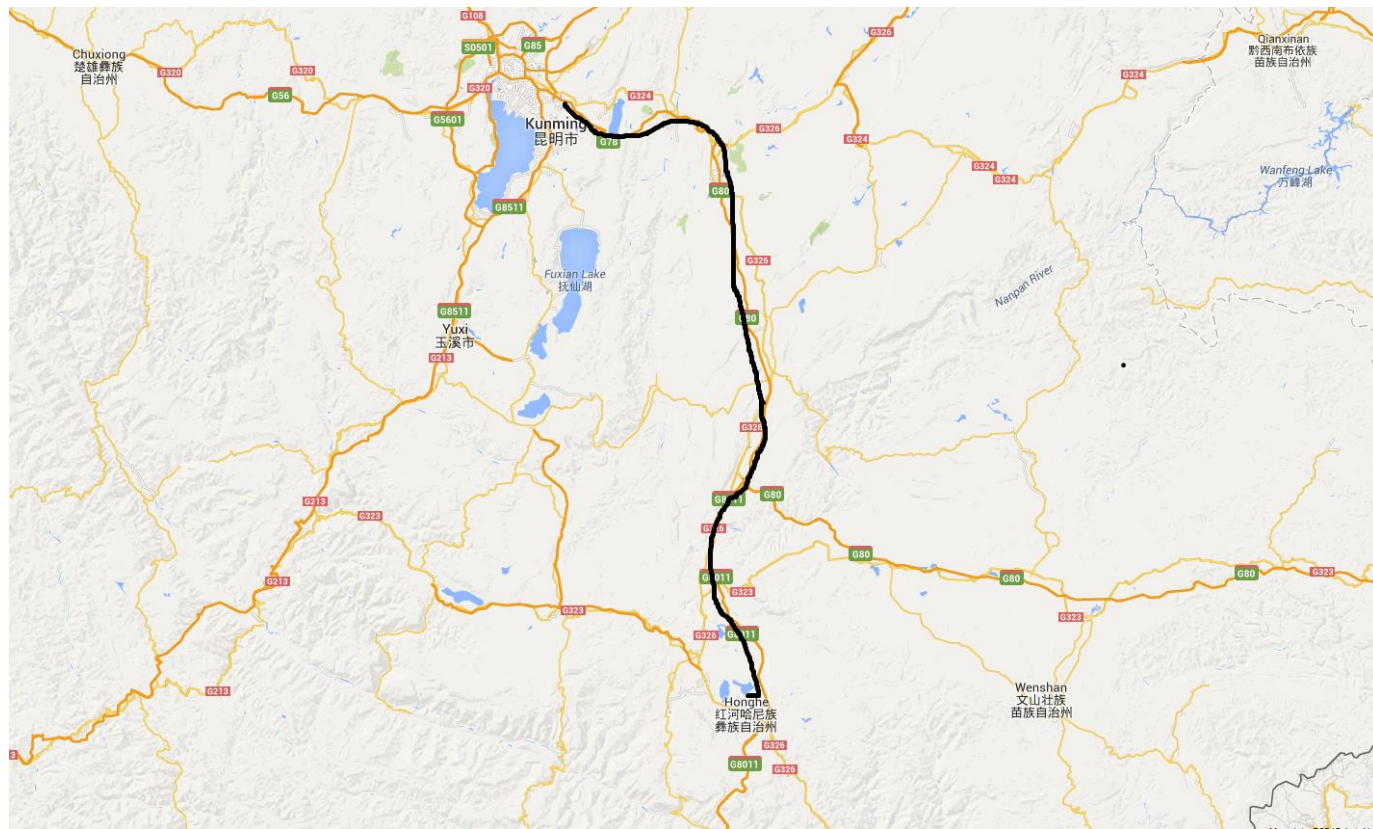 G108
G326
S0501
G85
Qianxinan
黔西南布依族
苗族自治州
Chuxiong
楚雄彝族
自治州
G320
G320
G324
G320
G56
G324
G5601
Kunming
昆明市
G78
G326
G324
G324
G324
Wanfeng Lake
万峰湖
G80
G8511
G326
Fuxian Lake
抚仙湖
Nanpan River
G8511
G80
Yuxi
玉溪市
G213
G326
G80
G213
G323
G80
G8011
G80
G80
G323
G213
G323
G323
G323
G326
G213
Wenshan
文山壮族
苗族自治州
Honghe
红河哈尼族
彝族自治州
G326
G8011
G326